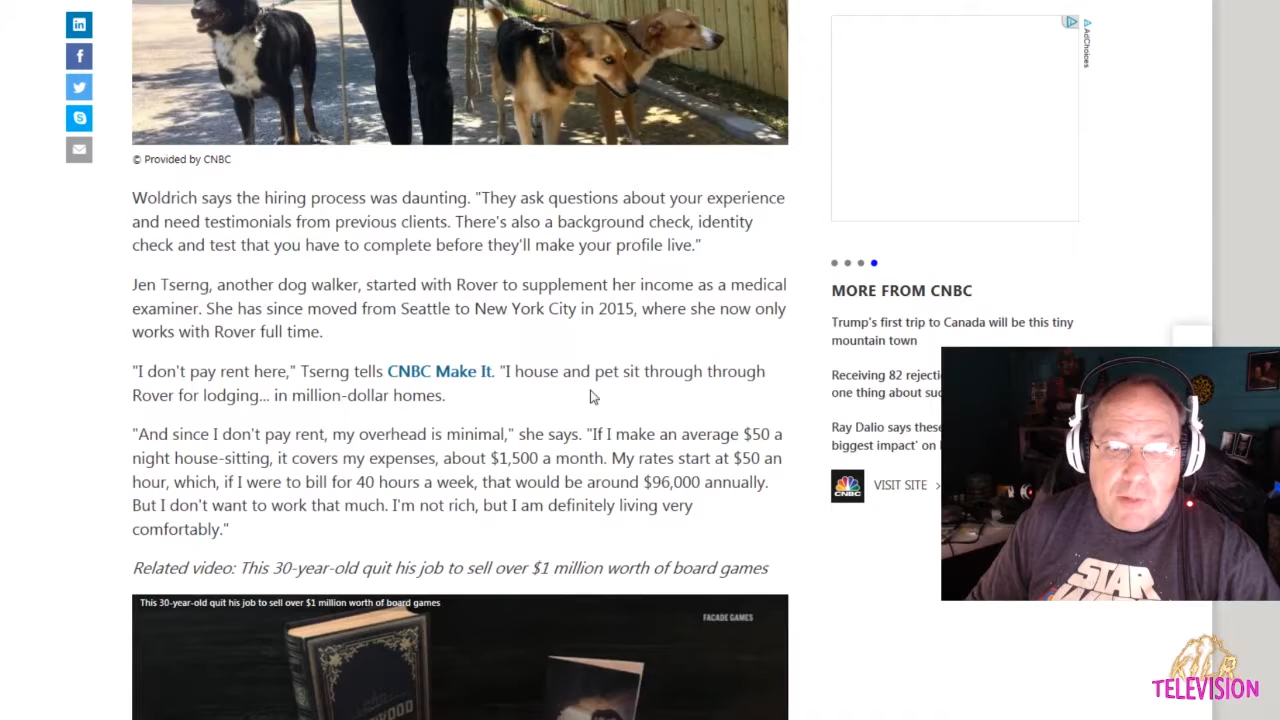 AdChoices
© Provided by CNBC
Woldrich says the hiring process was daunting. "They ask questions about your experience
and need testimonials from previous clients. There's also a background check, identity
check and test that you have to complete before they'll make your profile live."
Jen Tserng, another dog walker, started with Rover to supplement her income as a medical
examiner. She has since moved from Seattle to New York City in 2015, where she now only
works with Rover full time.
"I don't pay rent here," Tserng tells CNBC Make It. "I house and pet sit through through
Rover for lodging... in million-dollar homes.
"And since I don't pay rent, my overhead is minimal," she says. "If I make an average $50 a
night house-sitting, it covers my expenses, about $1,500 a month. My rates start at $50 an
hour, which, if I were to bill for 40 hours a week, that would be around $96,000 annually.
But I don't want to work that much. I'm not rich, but I am definitely living very
comfortably."
Related video: This 30-year-old quit his job to sell over $1 million worth of board games
This 30-year-old quit his job to sell over $1 million worth of board games
FACADE GAMES
MORE FROM CNBC
Trump's first trip to Canada will be this tiny
mountain town
Receiving 82 rejecti
one thing about suc
Ray Dalio says these
biggest impact' on
CNBC
VISIT SITE
STAR
KILR
TELEVISION